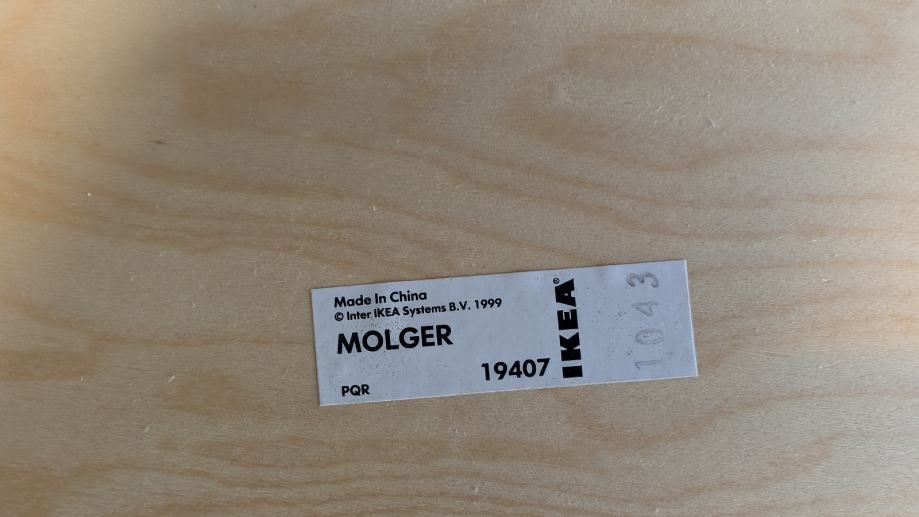 Made In China
© Inter IKEA Systems B.V. 1999
MOLGER
19407
PQR
IKEA®
1043